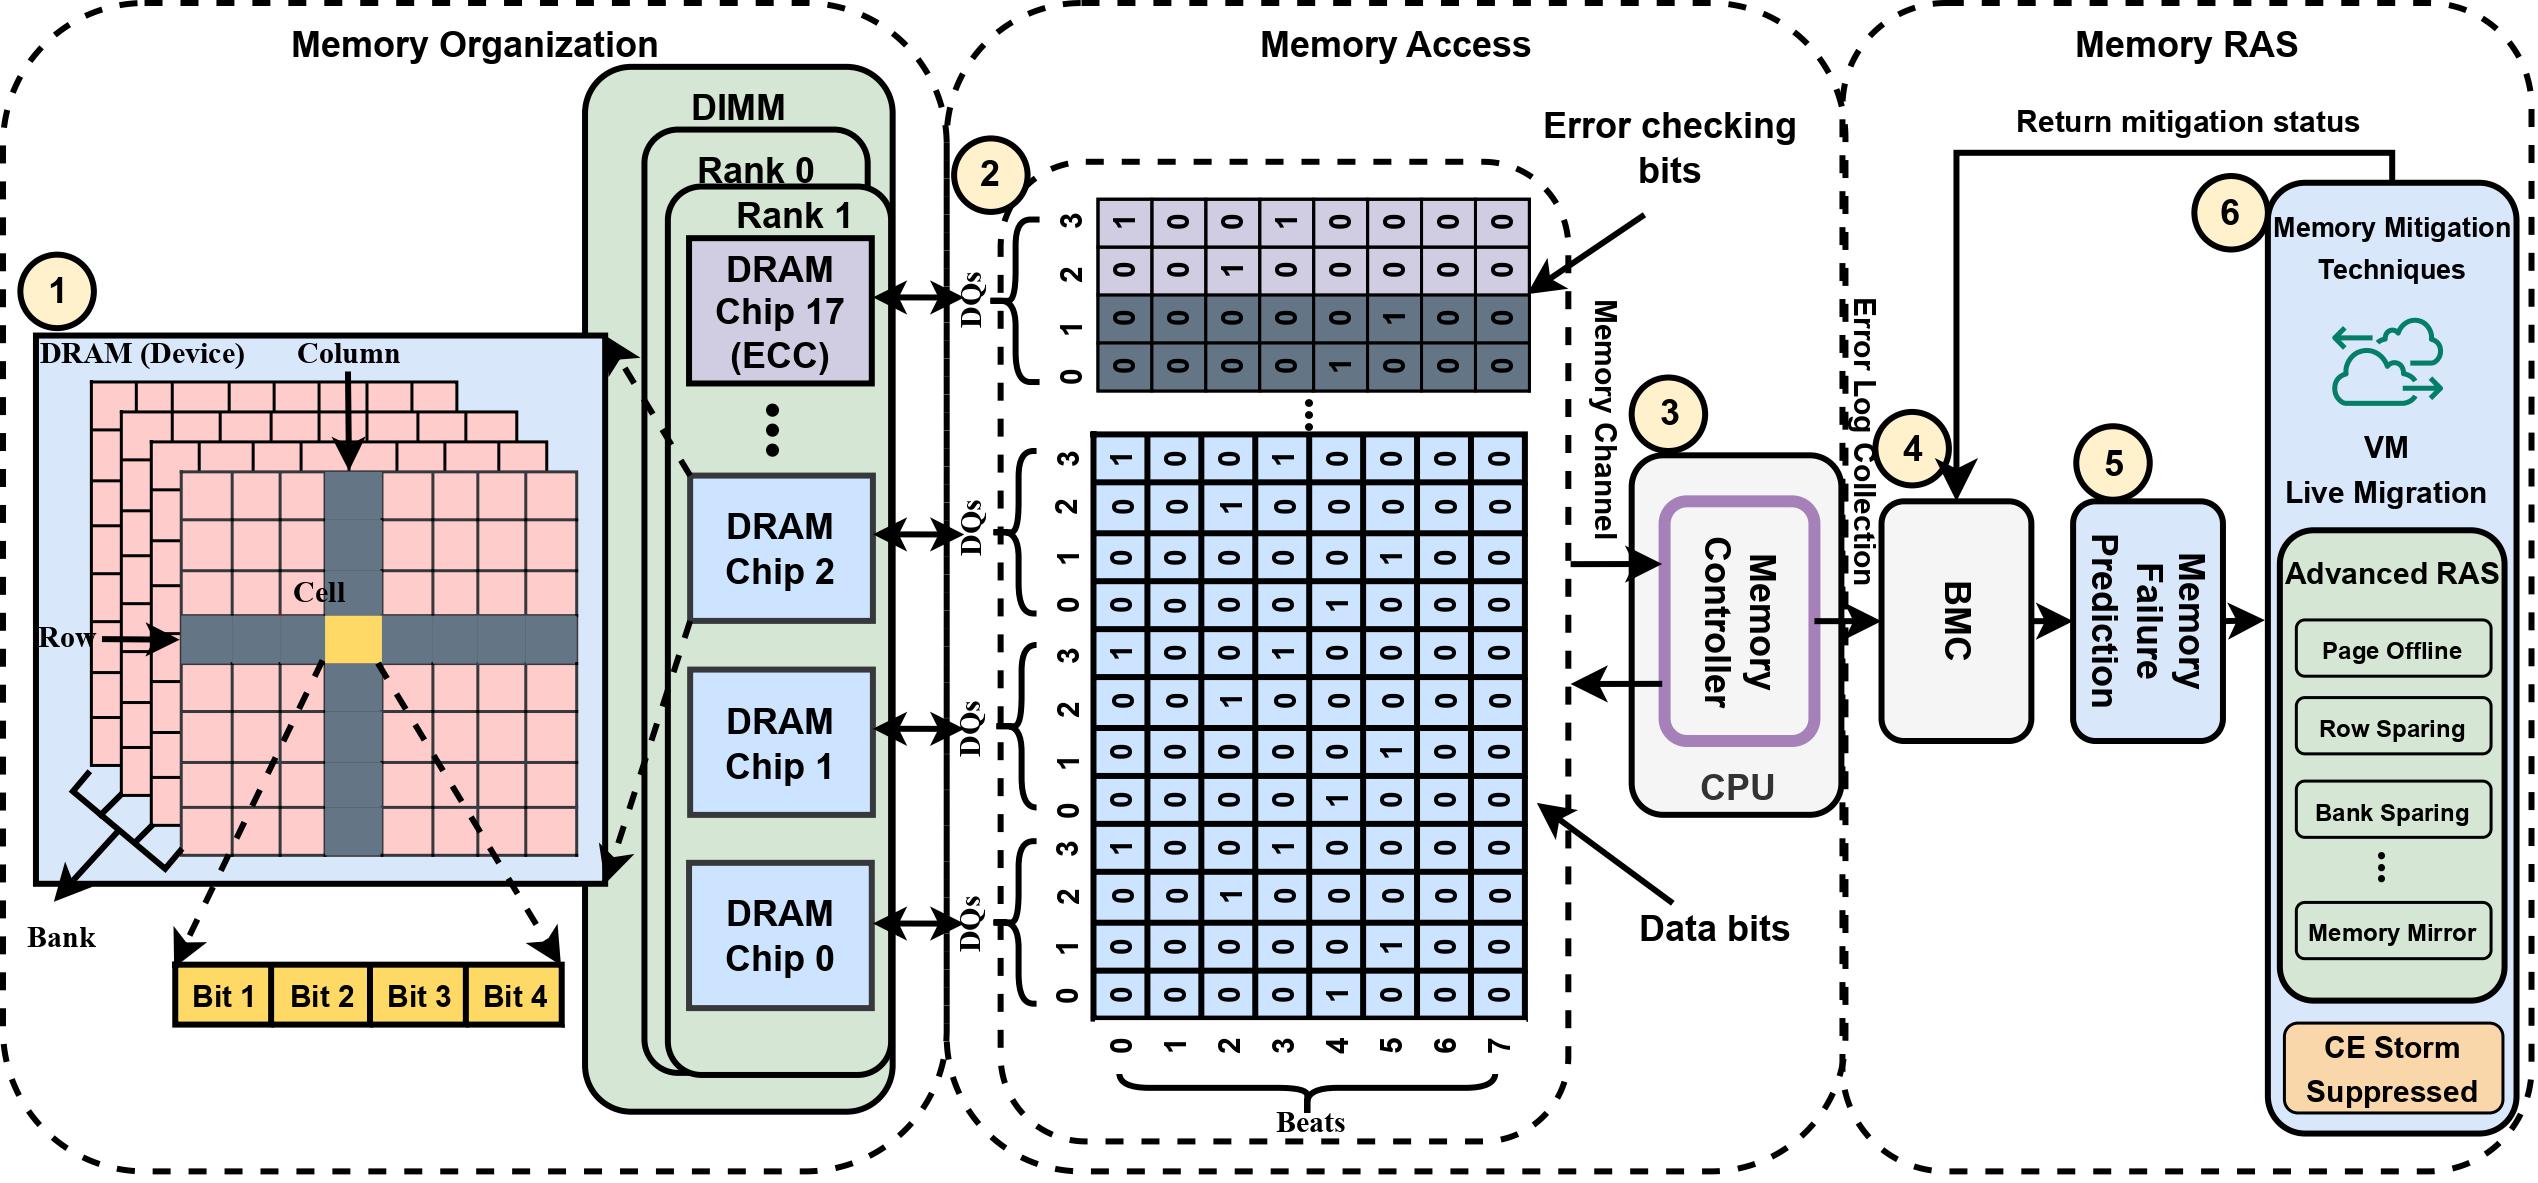 Memory Organization
DIMM
Rank 0
Rank 1
DRAM
Chip 17
(ECC)
DRAM
Chip 2
DRAM
Chip 1
DRAM
Chip 0
1
DRAM (Device)
Column
Cell
Row
Bank
Bit 1
Bit 2
Bit 3
Bit 4
Memory Access
2
Error checking
bits
DQs
3 1 0 0 1 0 0 0 0
2 0 0 1 0 0 0 0 0
1 0 0 0 0 0 1 0 0
0 0 0 0 0 1 0 0 0
DQs
3 1 0 0 1 0 0 0 0
2 0 0 1 0 0 0 0 0
1 0 0 0 0 0 1 0 0
0 0 0 0 0 1 0 0 0
DQs
3 1 0 0 1 0 0 0 0
2 0 0 1 0 0 0 0 0
1 0 0 0 0 0 1 0 0
0 0 0 0 0 1 0 0 0
DQs
3 1 0 0 1 0 0 0 0
2 0 0 1 0 0 0 0 0
1 0 0 0 0 0 1 0 0
0 0 0 0 0 1 0 0 0
0 1 2 3 4 5 6 7
Beats
Data bits
Memory Channel
3
Memory
Controller
CPU
Error Log Collection
Memory RAS
Return mitigation status
4
BMC
5
Memory
Failure
Prediction
6
Memory Mitigation
Techniques
VM
Live Migration
Advanced RAS
Page Offline
Row Sparing
Bank Sparing
Memory Mirror
CE Storm
Suppressed